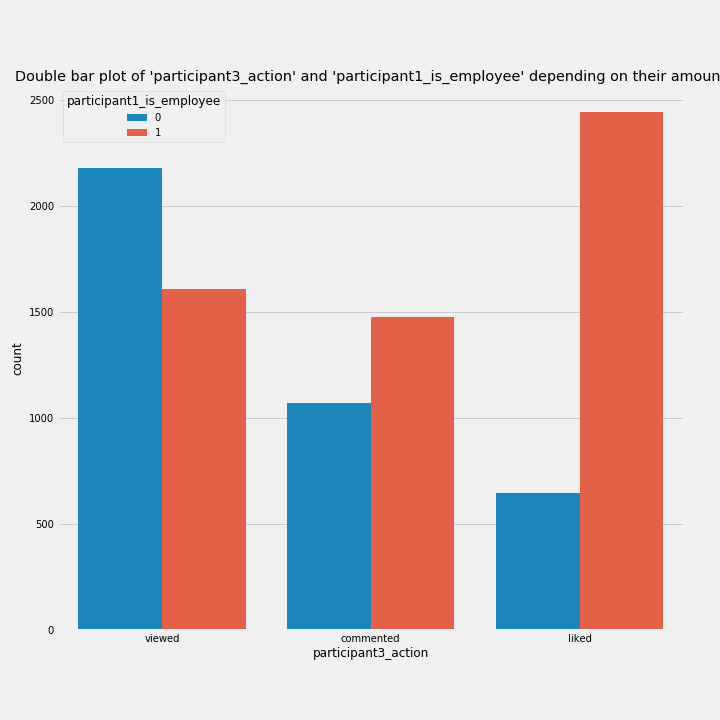 Double bar plot of 'participant3_action' and 'participant1_is_employee' depending on their amoun
participant1_is_employee
0
1
2500
2000
1500
1000
500
0
count
viewed commented liked
participant3_action